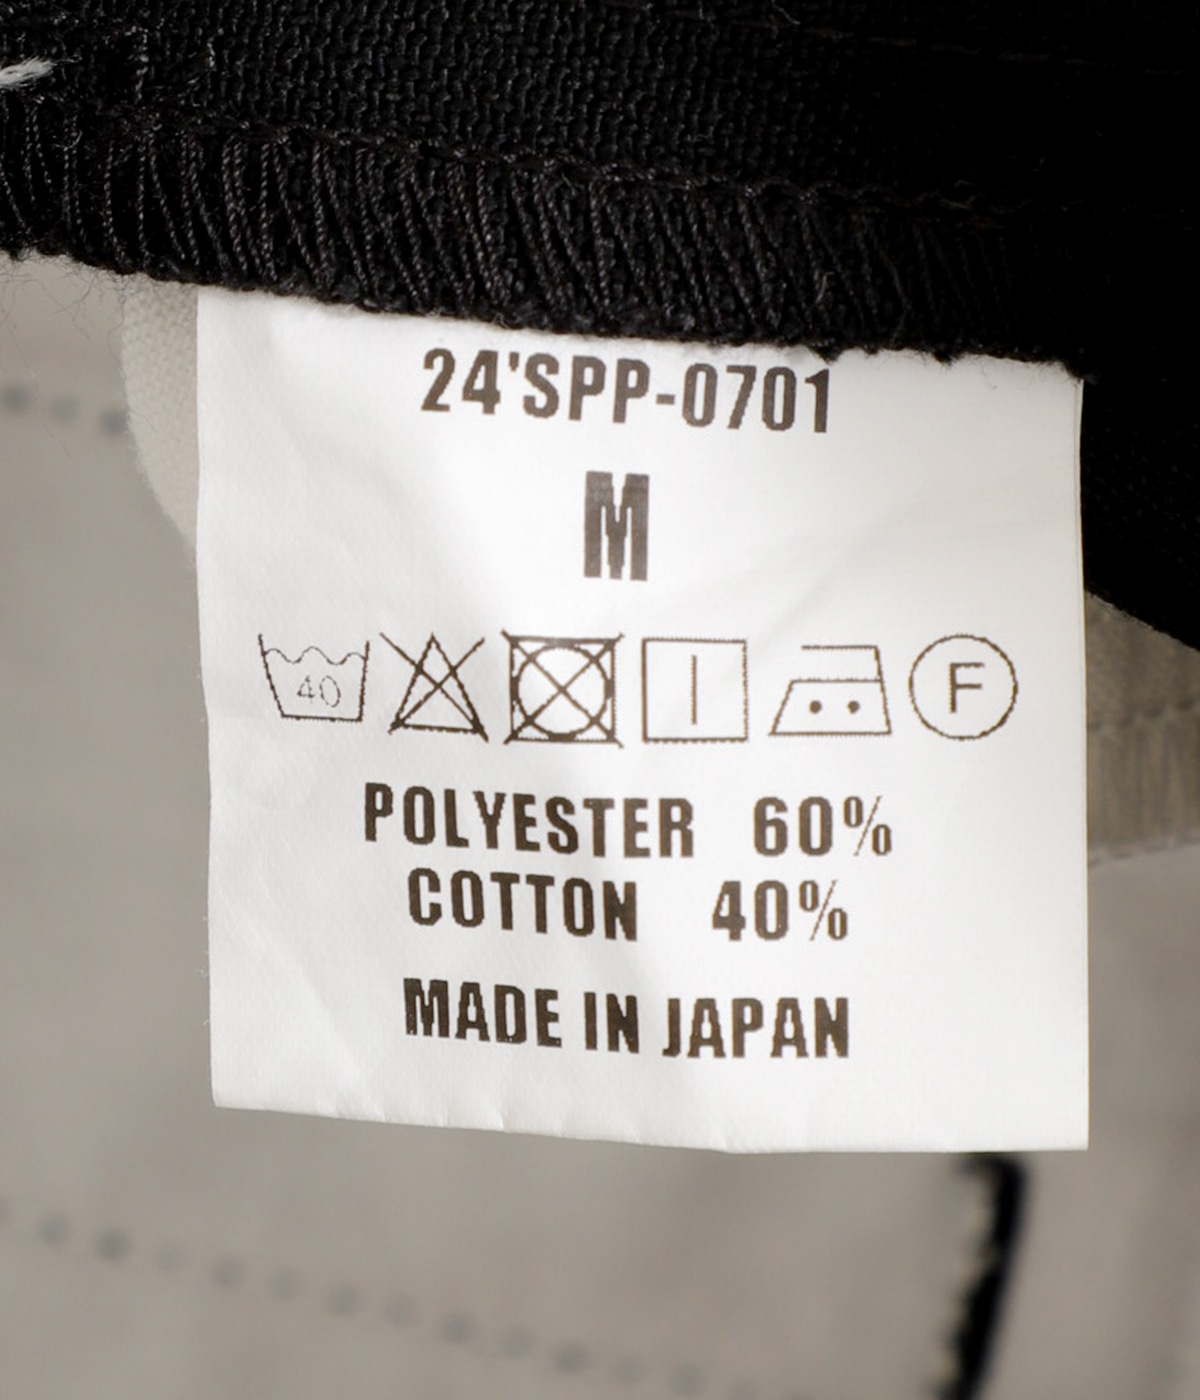 24'SPP-0701
M
40 F
POLYESTER 60%
COTTON 40%
MADE IN JAPAN